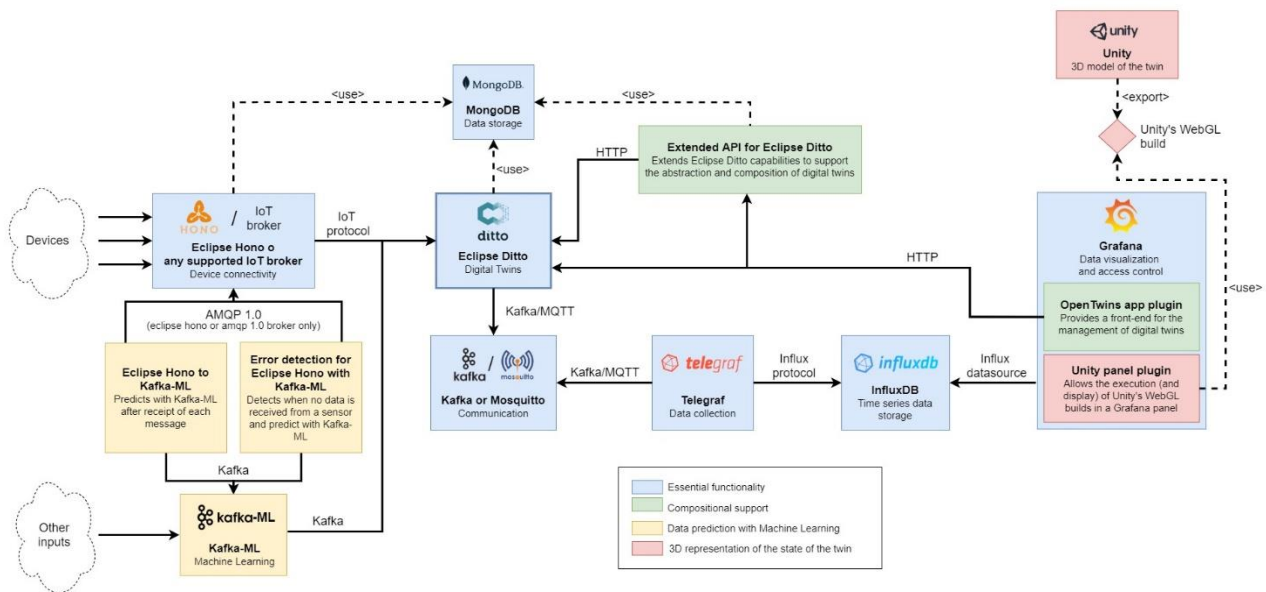 unity
Unity
3D model of the twin
<export>
Unity's WebGL
build
MongoDB.
MongoDB
Data storage
<use>
<use>
<use>
Extended API for Eclipse Ditto
Extends Eclipse Ditto capabilities to support
the abstraction and composition of digital twins
HTTP
Devices
HONO
/
IoT
broker
Eclipse Hono o
any supported IoT broker
Device connectivity
IoT
protocol
ditto
Eclipse Ditto
Digital Twins
HTTP
Grafana
Data visualization
and access control
<use>
OpenTwins app plugin
Provides a front-end for the
management of digital twins
Unity panel plugin
Allows the execution (and
display) of Unity's WebGL
builds in a Grafana panel
AMQP 1.0
(eclipse hono or amqp 1.0 broker only)
Eclipse Hono to
Kafka-ML
Predicts with Kafka-ML
after receipt of each
message
Error detection for
Eclipse Hono with
Kafka-ML
Detects when no data is
received from a sensor
and predict with Kafka-
ML
Kafka/MQTT
kafka
/
mosquitto
Kafka or Mosquitto
Communication
Kafka/MQTT
telegraf
Telegraf
Data collection
Influx
protocol
influxdb
InfluxDB
Time series data
storage
Influx
datasource
Kafka
Other
inputs
kafka-ML
Kafka-ML
Machine Learning
Kafka
Essential functionality
Compositional support
Data prediction with Machine Learning
3D representation of the state of the twin